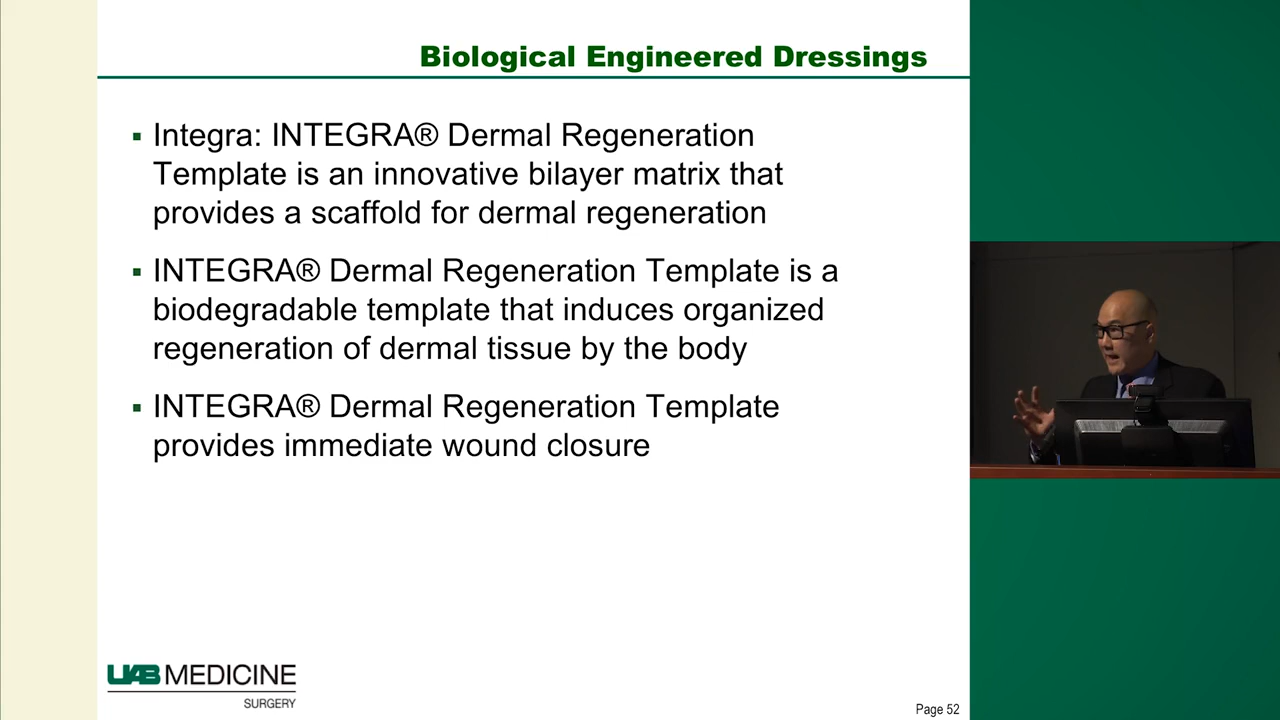 Biological Engineered Dressings
▪ Integra: INTEGRA® Dermal Regeneration
Template is an innovative bilayer matrix that
provides a scaffold for dermal regeneration
▪ INTEGRA® Dermal Regeneration Template is a
biodegradable template that induces organized
regeneration of dermal tissue by the body
▪ INTEGRA® Dermal Regeneration Template
provides immediate wound closure
UAB MEDICINE
SURGERY
Page 52